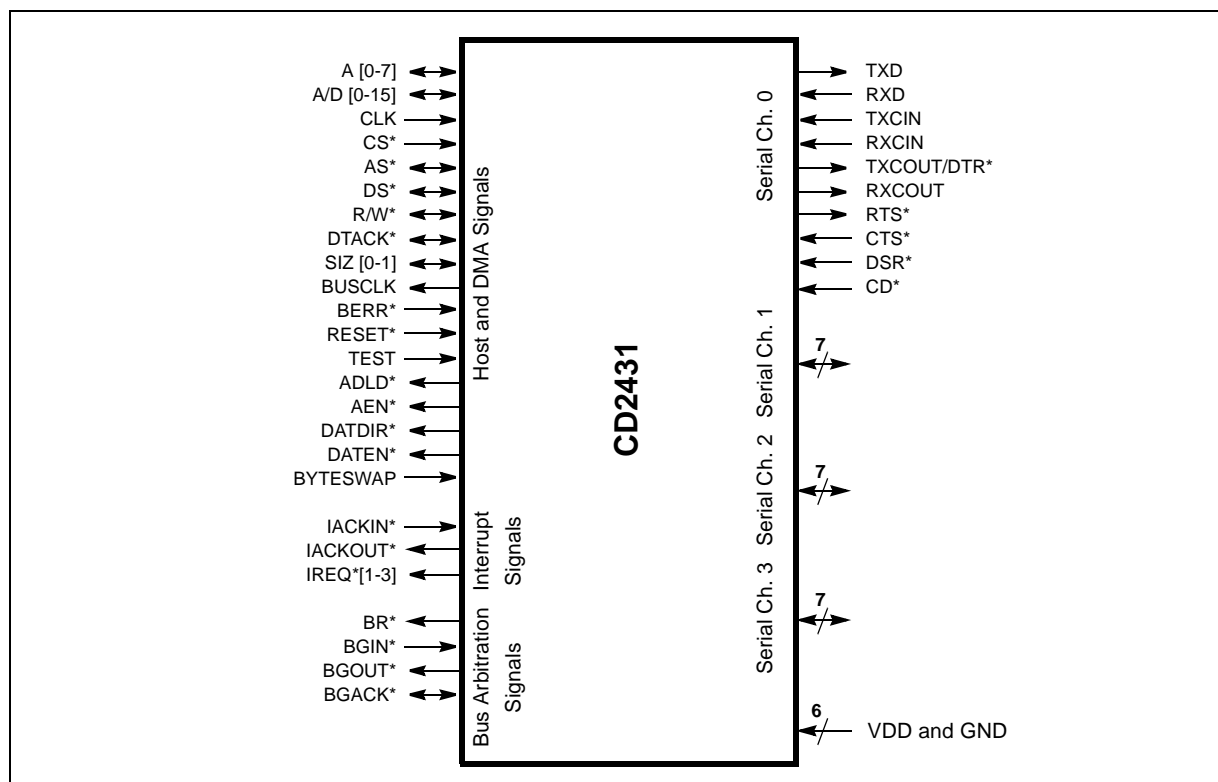 A [0-7]
A/D [0-15]
CLK
CS*
AS*
DS*
R/W*
DTACK*
SIZ [0-1]
BUSCLK
BERR*
RESET*
TEST
ADLD*
AEN*
DATDIR*
DATEN*
BYTESWAP
IACKIN*
IACKOUT*
IREQ*[1-3]
BR*
BGIN*
BGOUT*
BGACK*
Host and DMA Signals
Interrupt
Signals
Bus Arbitration
Signals
CD2431
Serial Ch. 0
Serial Ch. 1
Serial Ch. 2
Serial Ch. 3
TXD
RXD
TXCIN
RXCIN
TXCOUT/DTR*
RXCOUT
RTS*
CTS*
DSR*
CD*
7
7
7
6
VDD and GND